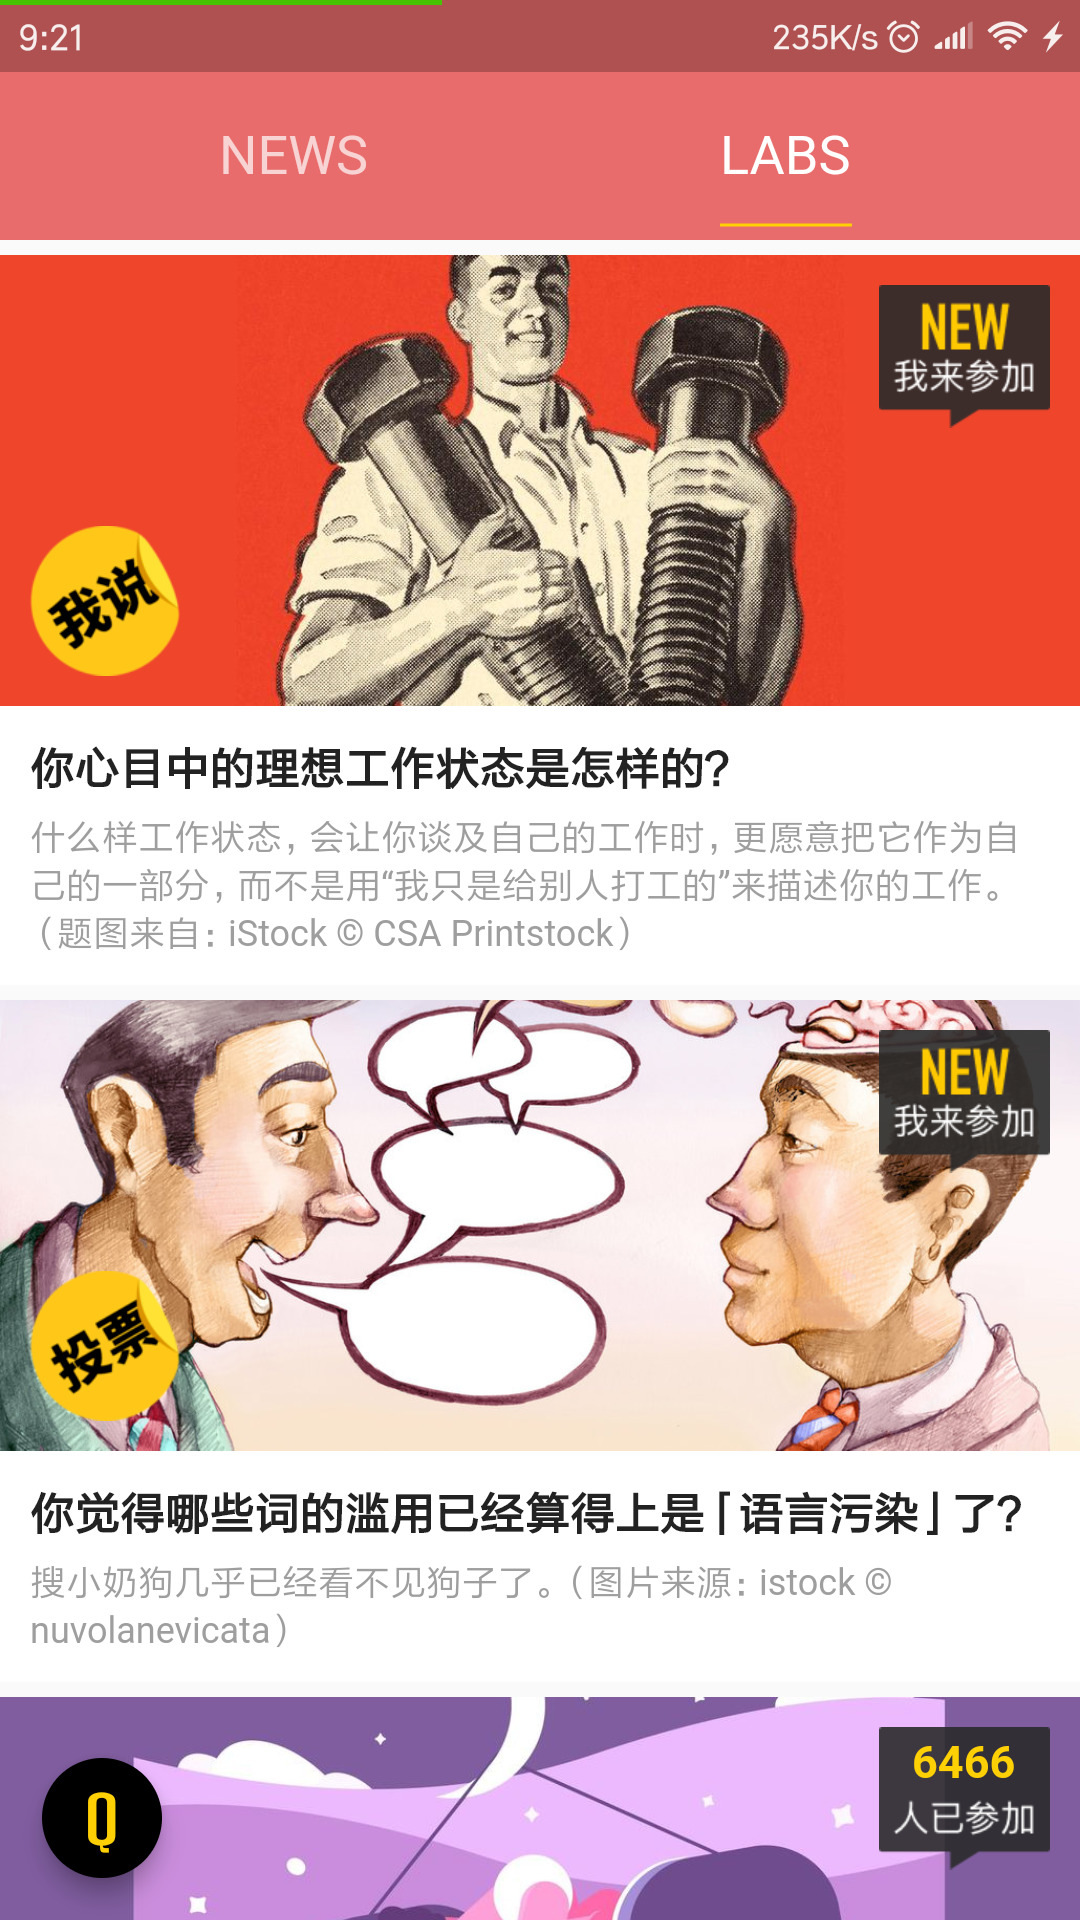 9:21
235K/s
NEWS
LABS
NEW
我来参加
我说
你心目中的理想工作状态是怎样的?
什么样工作状态，会让你谈及自己的工作时，更愿意把它作为自
己的一部分，而不是用“我只是给别人打工的”来描述你的工作。
（题图来自：iStock © CSA Printstock）
NEW
我来参加
投票
你觉得哪些词的滥用已经算得上是「语言污染」了?
搜小奶狗几乎已经看不见狗子了。（图片来源：istock ©
nuvolanevicata）
6466
人已参加
Q